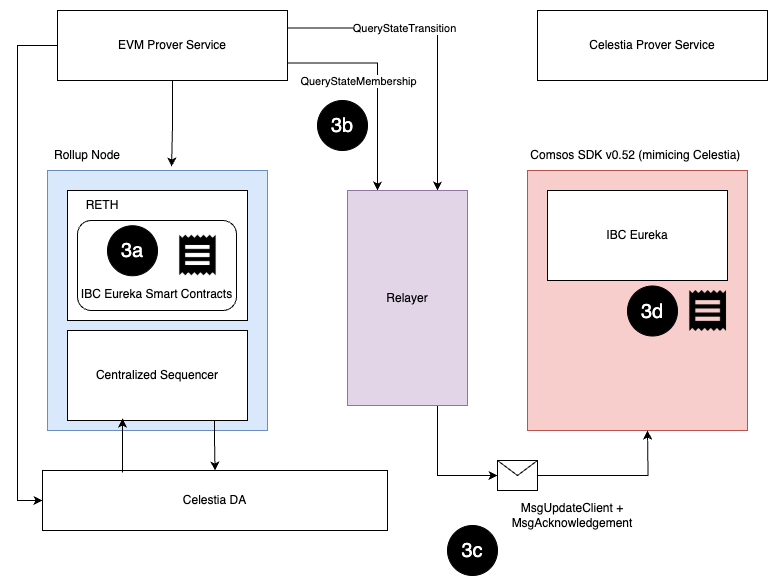 EVM Prover Service
QueryStateTransition
Celestia Prover Service
QueryStateMembership
3b
Rollup Node
Comsos SDK v0.52 (mimicing Celestia)
RETH
3a
IBC Eureka Smart Contracts
IBC Eureka
Relayer
3d
Centralized Sequencer
Celestia DA
MsgUpdateClient +
MsgAcknowledgement
3c